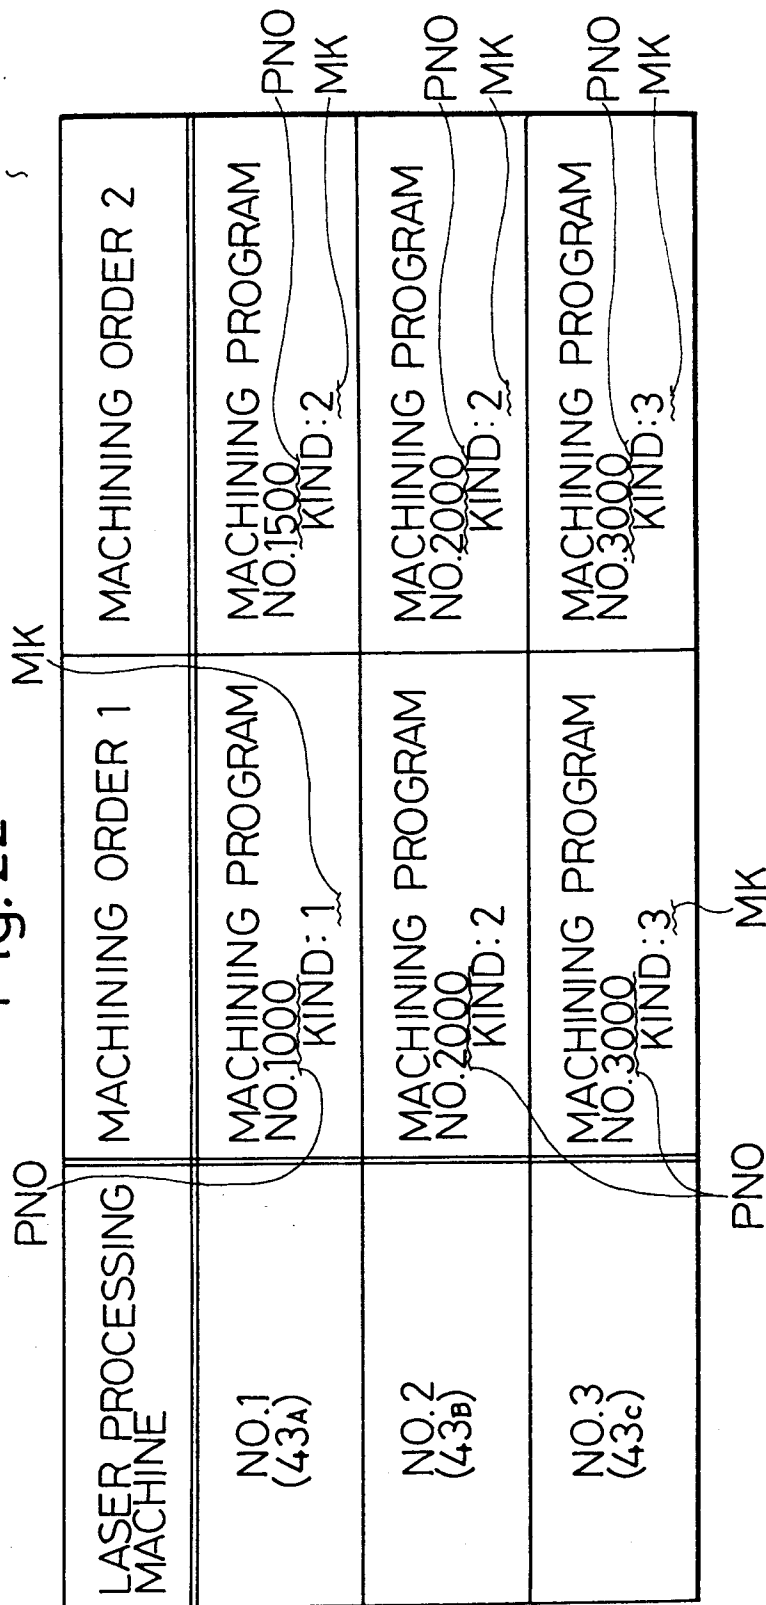 Fig. 22
LASER PROCESSING
MACHINE
MACHINING ORDER 1
MACHINING ORDER 2
NO.1
(43A)
MACHINING PROGRAM
NO.1000
KIND:1
MACHINING PROGRAM
NO.1500
KIND:2
NO.2
(43B)
MACHINING PROGRAM
NO.2000
KIND:2
MACHINING PROGRAM
NO.2000
KIND:2
NO.3
(43C)
MACHINING PROGRAM
NO.3000
KIND:3
MACHINING PROGRAM
NO.3000
KIND:3
PNO
MK
PNO
MK
PNO
MK
PNO
MK
PNO
MK